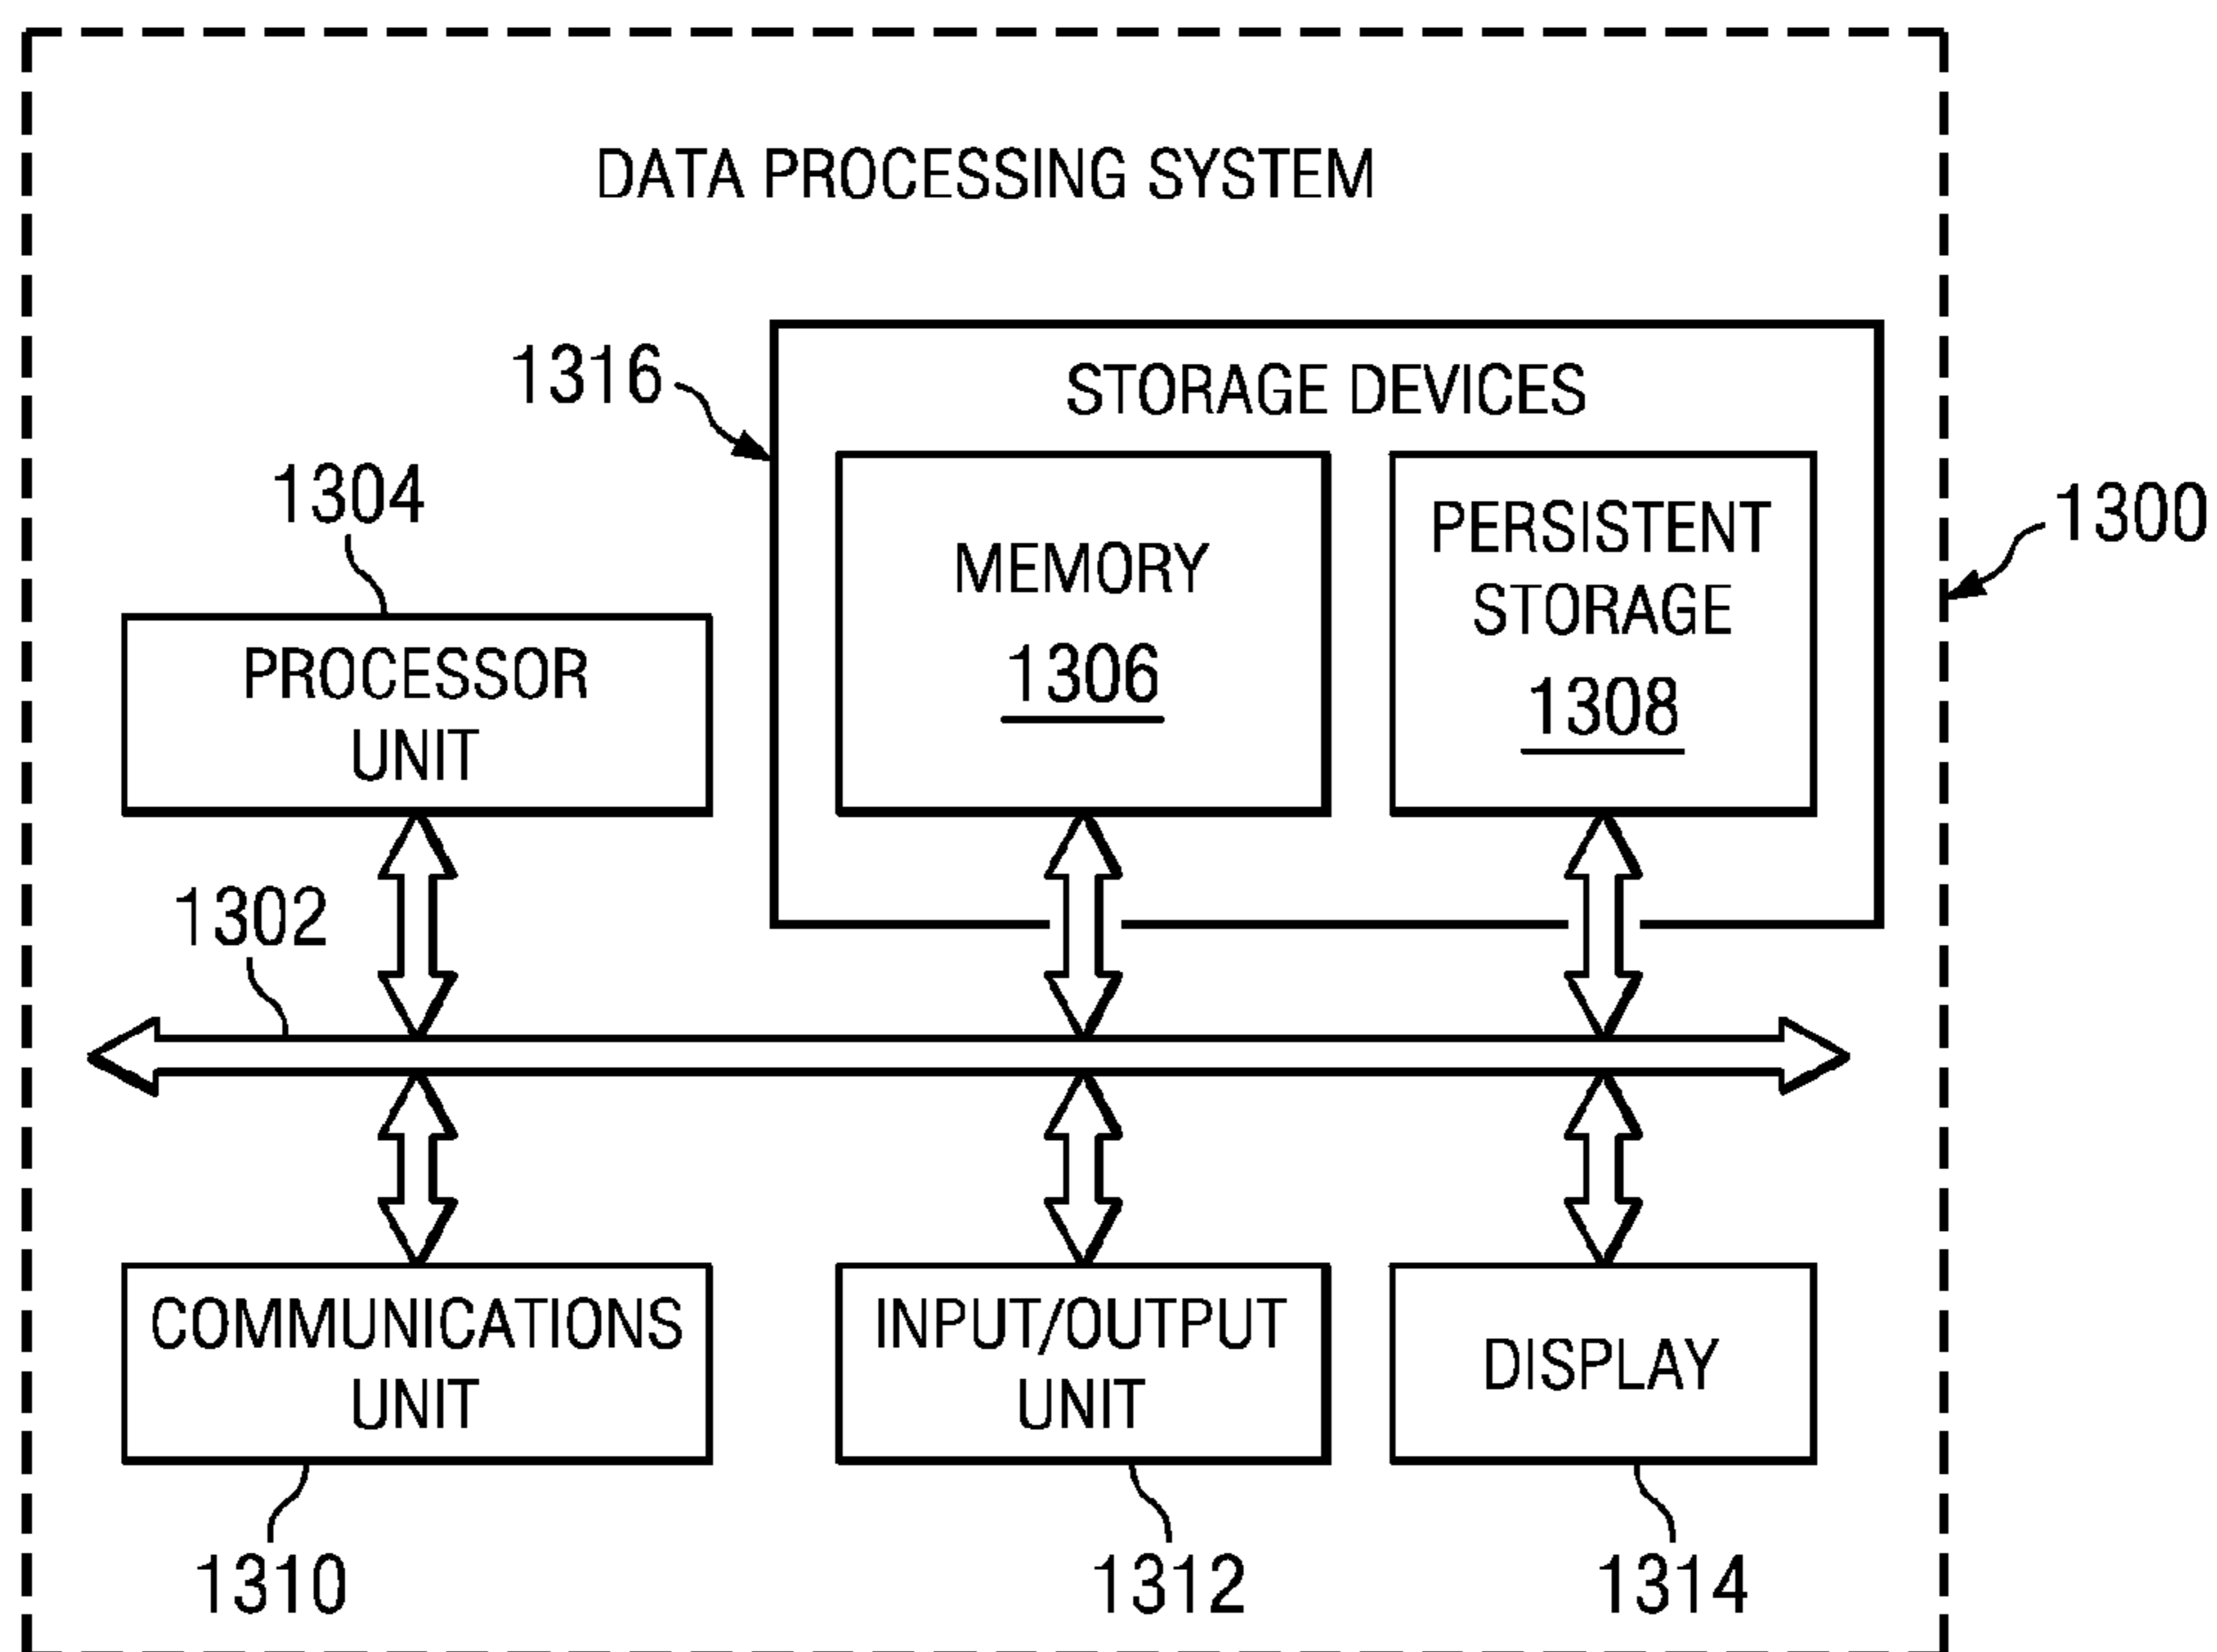 DATA PROCESSING SYSTEM
1316
STORAGE DEVICES
1304
MEMORY
1306
PERSISTENT
STORAGE
1308
1300
PROCESSOR
UNIT
1302
COMMUNICATIONS
UNIT
INPUT/OUTPUT
UNIT
DISPLAY
1310
1312
1314